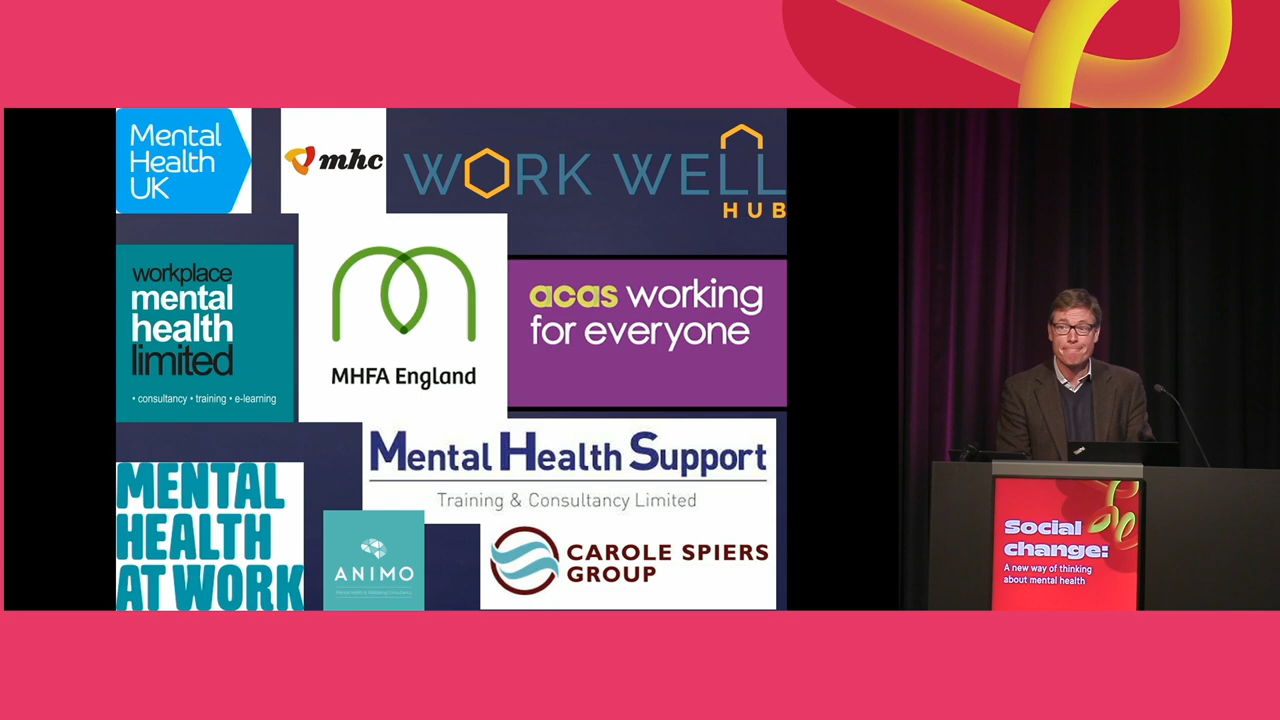 Mental
Health
UK
mhc
WORK WELL
HUB
workplace
mental
health
limited
• consultancy • training • e-learning
MHFA England
acas working
for everyone
Mental Health Support
Training & Consultancy Limited
MENTAL
HEALTH
AT WORK
ANIMO
CAROLE SPIERS
GROUP
Social
change:
A new way of thinking
about mental health